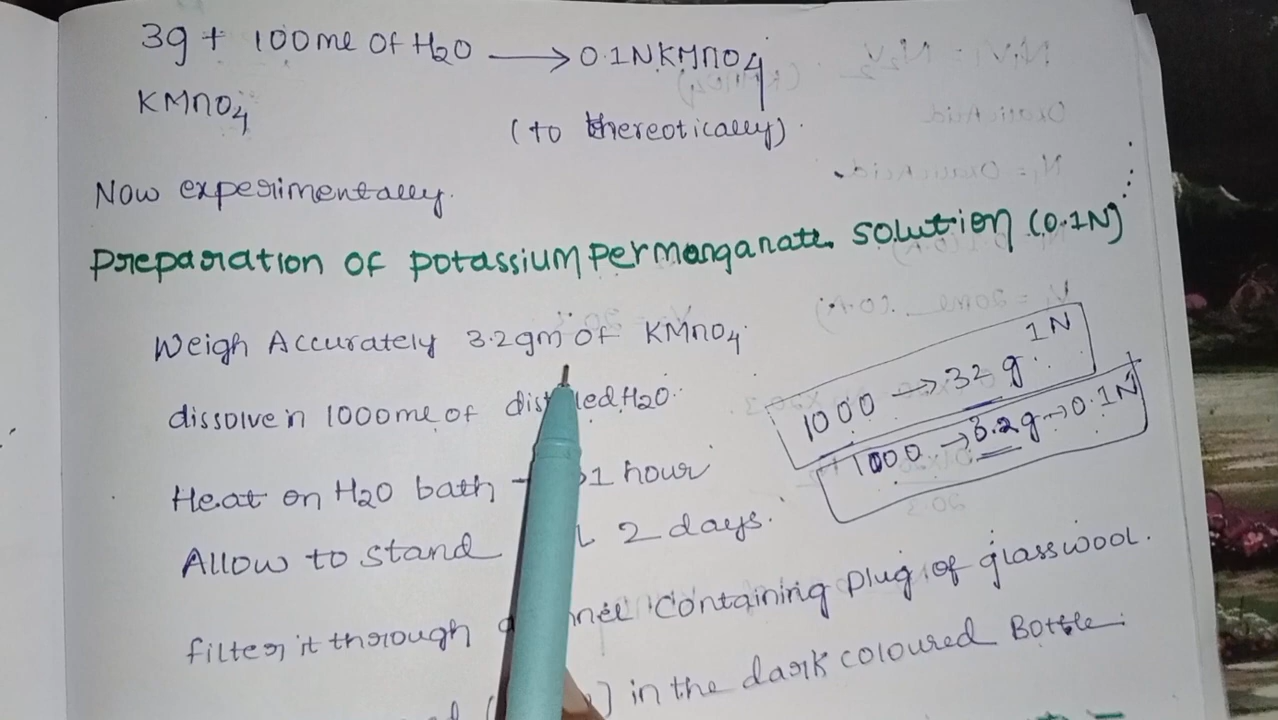 3g + 100ml of H2O → 0.1N KMnO4
KMnO4
(to thereotically).
Now experimentally.
Preparation of potassium permanganate solution (0.1N)
Weigh Accurately 3.2gm of KMnO4
dissolve in 1000ml of H2O.
1000 → 32g 1N
1000 → 3.2g → 0.1N
Heat on H2O bath 1 hour
Allow to stand 2 days.
filter it thorough containing plug of glasswool.
in the dark coloured Bottle.